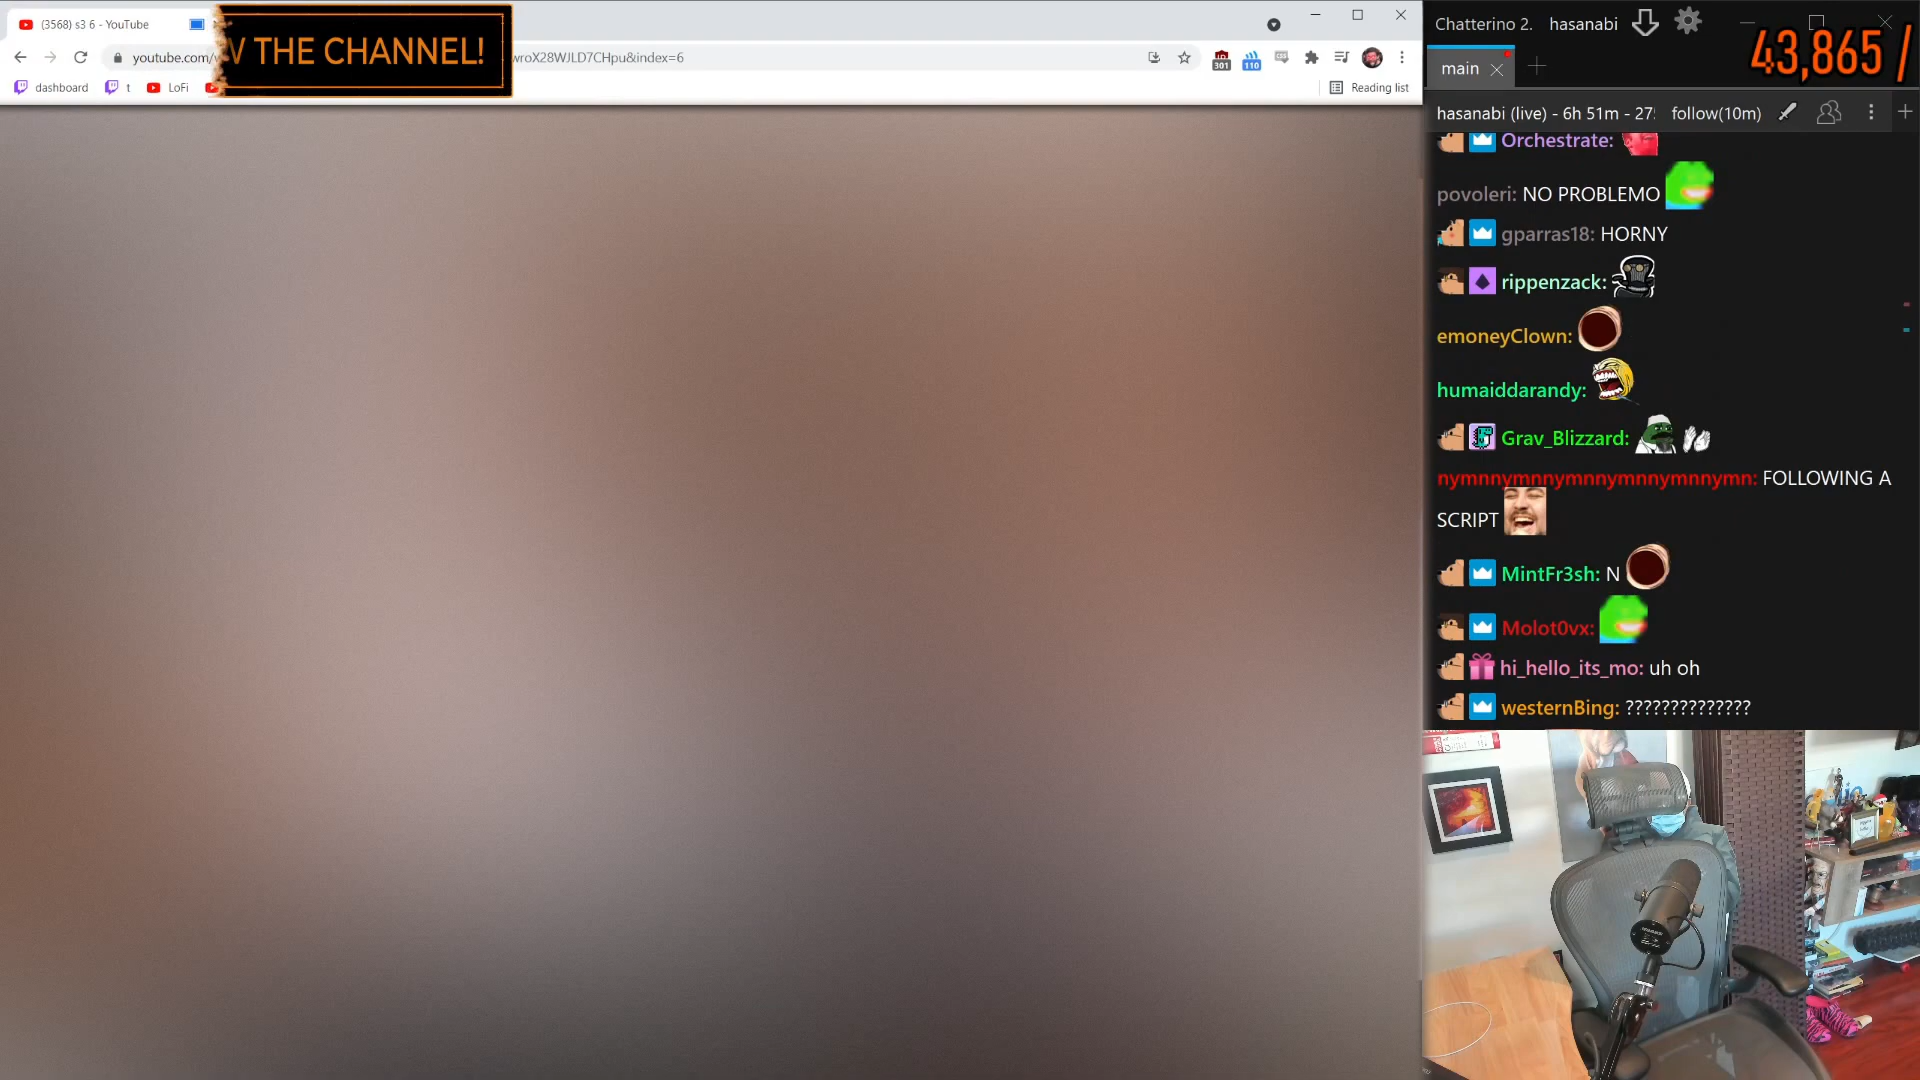 (3568) s3 6 - YouTube
THE CHANNEL!
youtube.com/
wroX28WJLD7CHpu&index=6
301
110
dashboard
t
LoFi
Reading list
Chatterino 2.
hasanabi
43,865 /
main
hasanabi (live) - 6h 51m - 27
follow(10m)
Orchestrate:
povoleri: NO PROBLEMO
gparras18: HORNY
rippenzack:
emoneyClown:
humaiddarandy:
Grav_Blizzard:
nymnnymnnymnnymnnymnnymn: FOLLOWING A
SCRIPT
MintFr3sh: N
Molot0vx:
hi_hello_its_mo: uh oh
westernBing: ??????????????